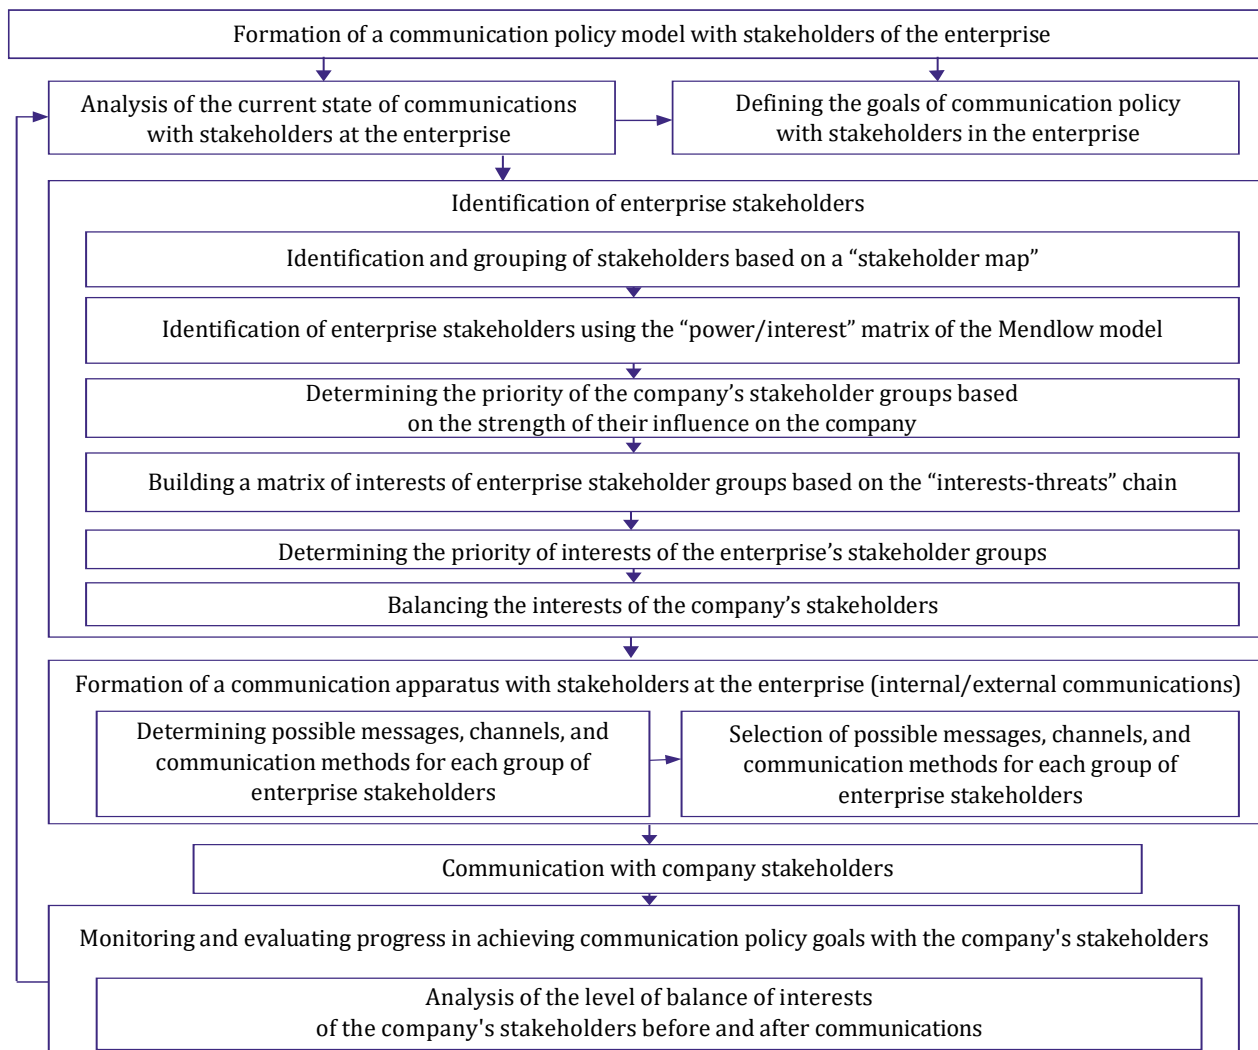 Formation of a communication policy model with stakeholders of the enterprise
Analysis of the current state of communications
with stakeholders at the enterprise
Defining the goals of communication policy
with stakeholders in the enterprise
Identification of enterprise stakeholders
Identification and grouping of stakeholders based on a “stakeholder map”
Identification of enterprise stakeholders using the “power/interest” matrix of the Mendlow model
Determining the priority of the company’s stakeholder groups based
on the strength of their influence on the company
Building a matrix of interests of enterprise stakeholder groups based on the “interests-threats” chain
Determining the priority of interests of the enterprise’s stakeholder groups
Balancing the interests of the company’s stakeholders
Formation of a communication apparatus with stakeholders at the enterprise (internal/external communications)
Determining possible messages, channels, and
communication methods for each group of
enterprise stakeholders
Selection of possible messages, channels, and
communication methods for each group of
enterprise stakeholders
Communication with company stakeholders
Monitoring and evaluating progress in achieving communication policy goals with the company's stakeholders
Analysis of the level of balance of interests
of the company's stakeholders before and after communications